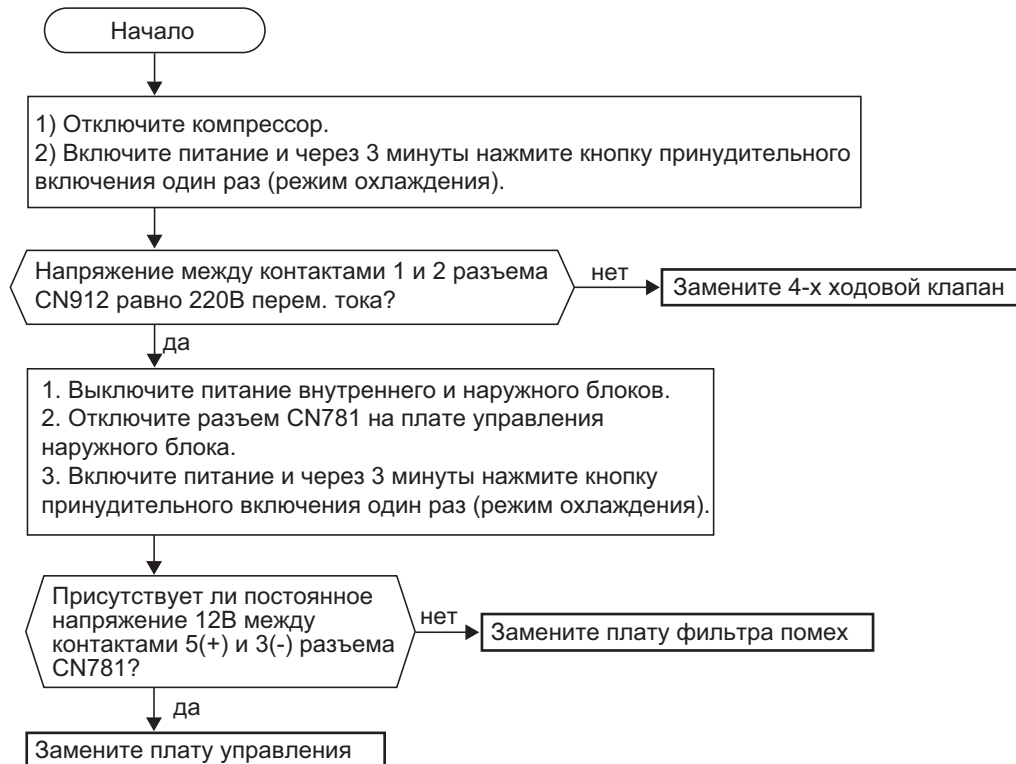 Начало
1) Отключите компрессор.
2) Включите питание и через 3 минуты нажмите кнопку принудительного
включения один раз (режим охлаждения).
Напряжение между контактами 1 и 2 разъема
CN912 равно 220В перем. тока?
нет
Замените 4-х ходовой клапан
да
1. Выключите питание внутреннего и наружного блоков.
2. Отключите разъем CN781 на плате управления
наружного блока.
3. Включите питание и через 3 минуты нажмите кнопку
принудительного включения один раз (режим охлаждения).
Присутствует ли постоянное
напряжение 12В между
контактами 5(+) и 3(-) разъема
CN781?
нет
Замените плату фильтра помех
да
Замените плату управления